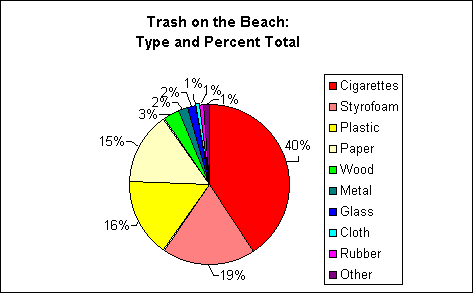 Trash on the Beach:
Type and Percent Total
1%
1%
1%
2%
2%
3%
15%
16%
19%
40%
Cigarettes
Styrofoam
Plastic
Paper
Wood
Metal
Glass
Cloth
Rubber
Other